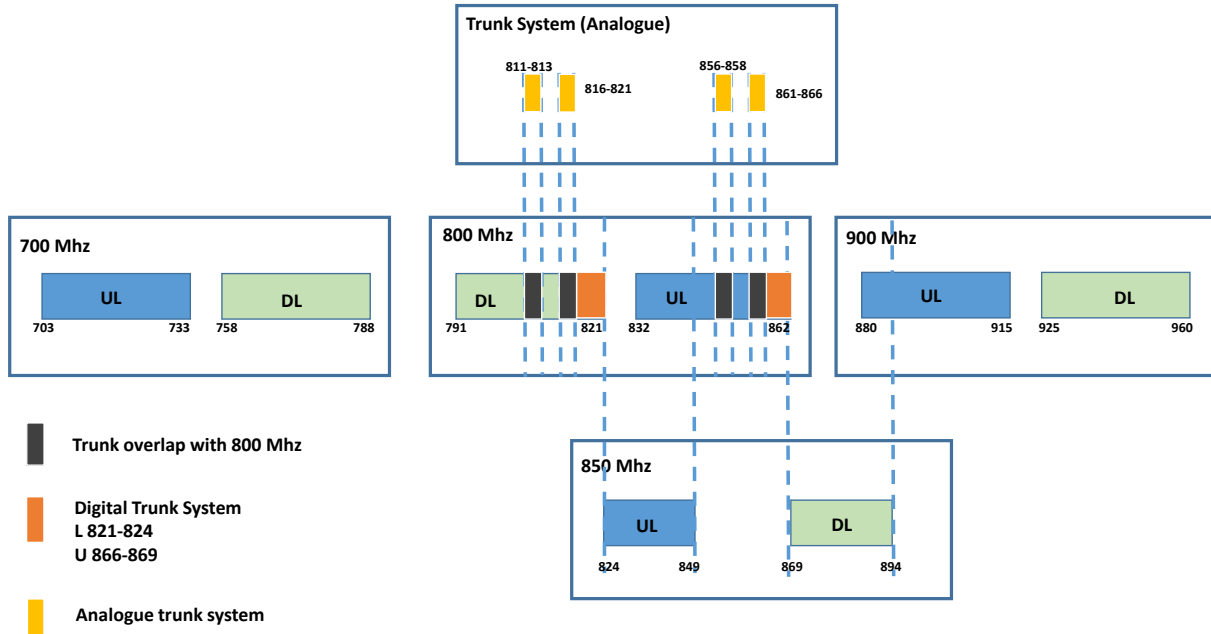 Trunk System (Analogue)
811-813
856-858
816-821
861-866
700 Mhz
UL
DL
703
733
758
788
800 Mhz
DL
UL
791
821
832
862
900 Mhz
UL
DL
880
915
925
960
Trunk overlap with 800 Mhz
Digital Trunk System
L 821-824
U 866-869
Analogue trunk system
850 Mhz
UL
DL
824
849
869
894